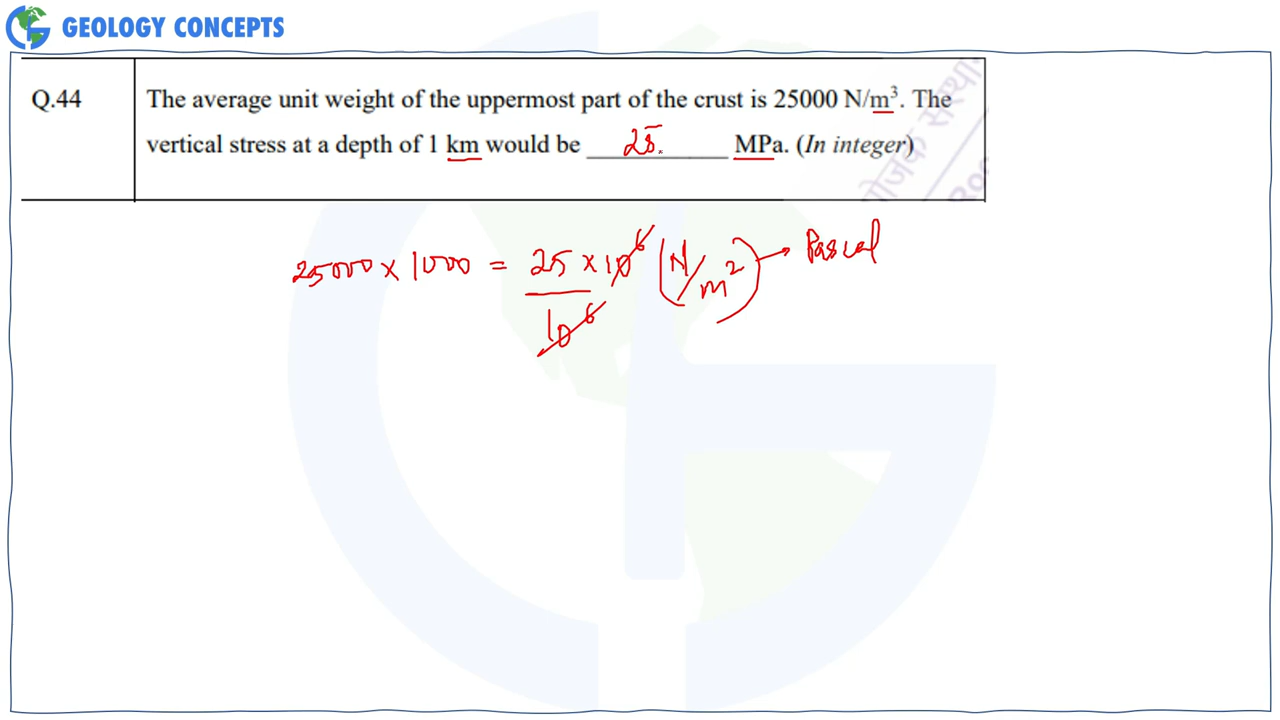 GEOLOGY CONCEPTS
Q.44
The average unit weight of the uppermost part of the crust is 25000 N/m³. The
vertical stress at a depth of 1 km would be 25. MPa. (In integer)
25000 × 1000 = 25 × 10⁶ (N/m²) → Pascal
10⁶